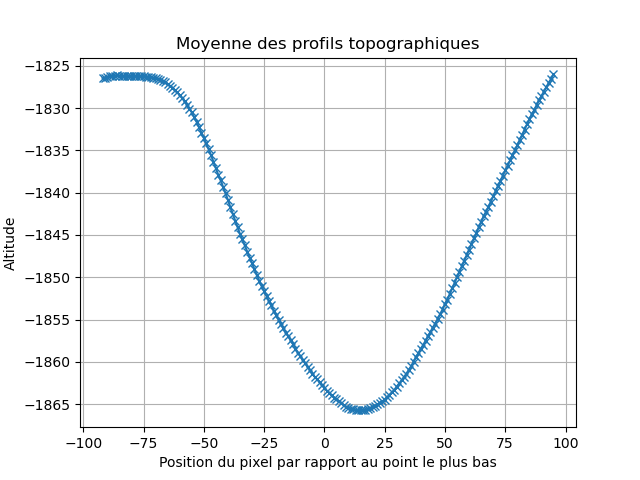 Moyenne des profils topographiques
Altitude
−1825
−1830
−1835
−1840
−1845
−1850
−1855
−1860
−1865
−100 −75 −50 −25 0 25 50 75 100
Position du pixel par rapport au point le plus bas